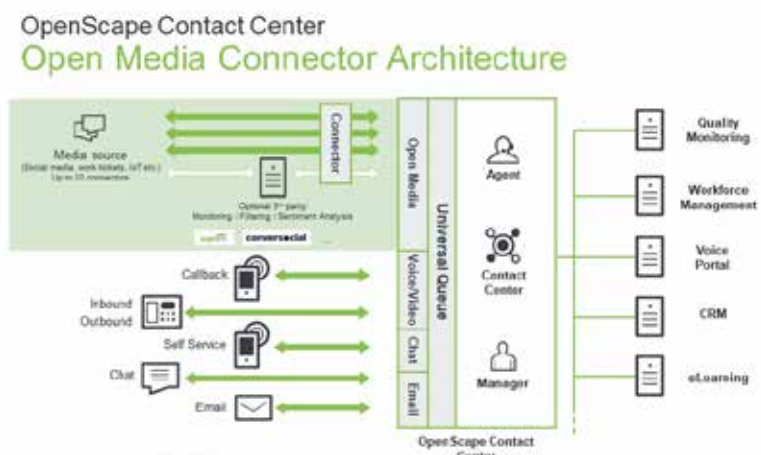 OpenScape Contact Center
Open Media Connector Architecture
Media source
(Social media, work tickets, IoT etc.)
Up to 10 connectors
Connector
Optional 3rd party
Monitoring / Filtering / Sentiment Analysis
conversocial
Callback
Inbound
Outbound
Self Service
Chat
Email
Open Media
Voice/Video
Chat
Email
Universal Queue
Agent
Contact
Center
Manager
OpenScape Contact
Center
Quality
Monitoring
Workforce
Management
Voice
Portal
CRM
eLearning